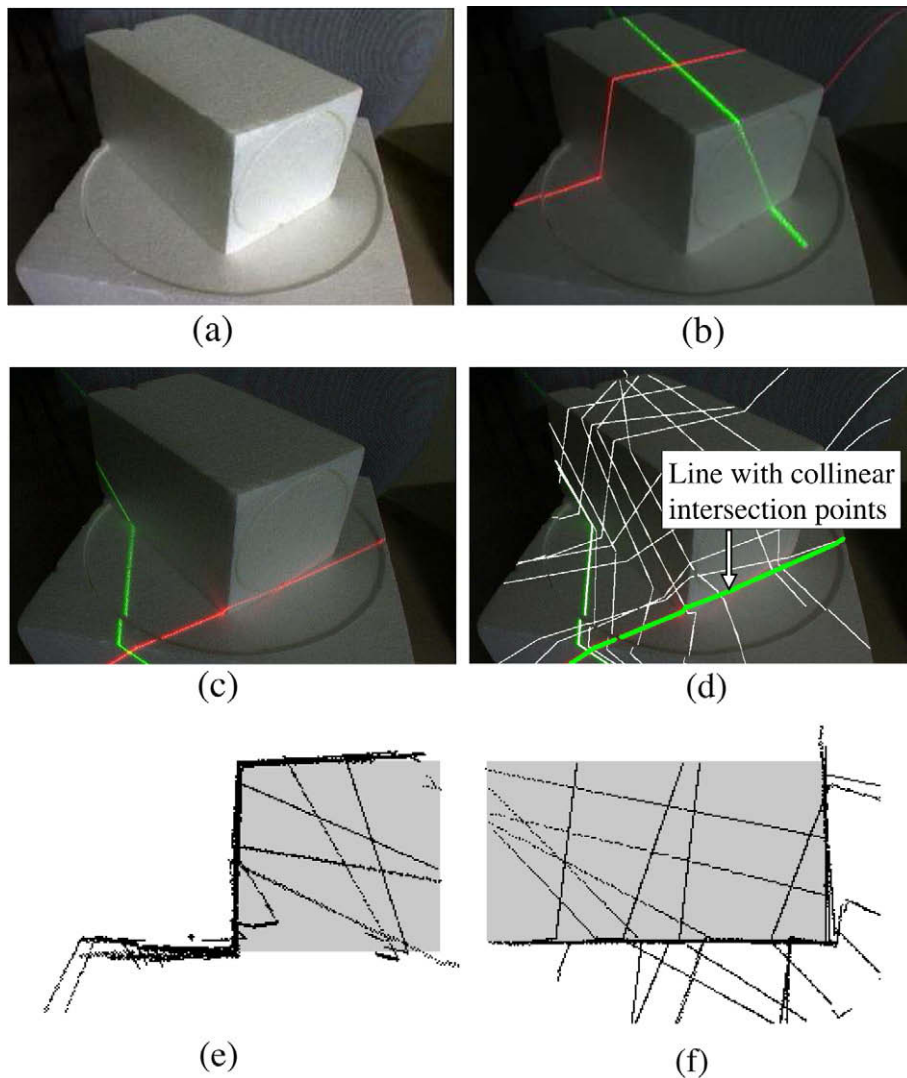 (a)
(b)
(c)
Line with collinear
intersection points
(d)
(e)
(f)